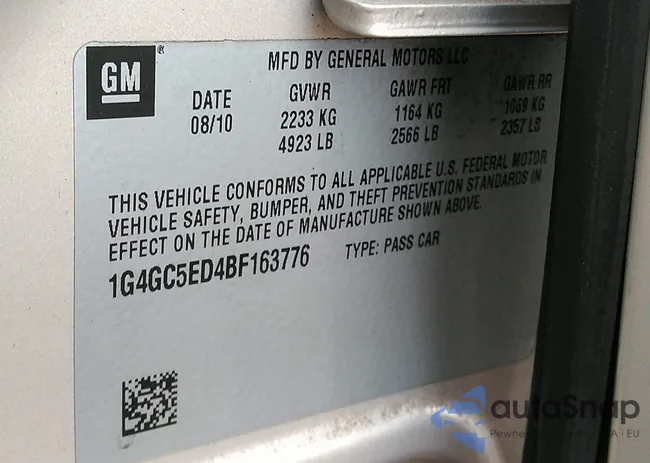 GM
®
MFD BY GENERAL MOTORS LLC
DATE GVWR GAWR FRT GAWR RR
08/10 2233 KG 1164 KG 1069 KG
4923 LB 2566 LB 2357 LB
THIS VEHICLE CONFORMS TO ALL APPLICABLE U.S. FEDERAL MOTOR
VEHICLE SAFETY, BUMPER, AND THEFT PREVENTION STANDARDS IN
EFFECT ON THE DATE OF MANUFACTURE SHOWN ABOVE.
1G4GC5ED4BF163776 TYPE: PASS CAR
autoSnap